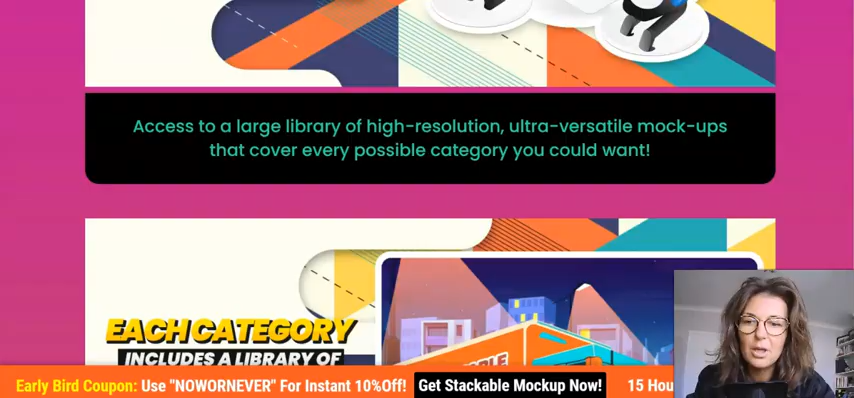 Access to a large library of high-resolution, ultra-versatile mock-ups
that cover every possible category you could want!
EACH CATEGORY
INCLUDES A LIBRARY OF
Early Bird Coupon: Use "NOWORNEVER" For Instant 10%Off! Get Stackable Mockup Now! 15 Hou